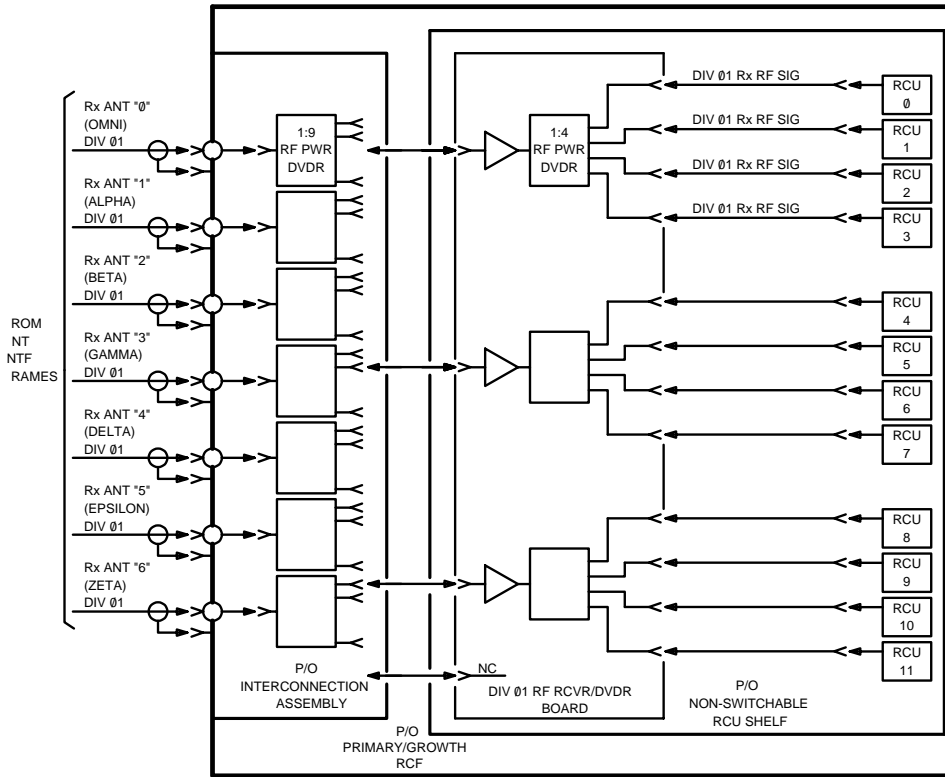 Rx ANT "0"
(OMNI)
DIV 01
Rx ANT "1"
(ALPHA)
DIV 01
Rx ANT "2"
(BETA)
DIV 01
Rx ANT "3"
(GAMMA)
DIV 01
Rx ANT "4"
(DELTA)
DIV 01
Rx ANT "5"
(EPSILON)
DIV 01
Rx ANT "6"
(ZETA)
DIV 01
ROM
NT
NTF
RAMES
1:9
RF PWR
DVDR
P/O
INTERCONNECTION
ASSEMBLY
P/O
PRIMARY/GROWTH
RCF
1:4
RF PWR
DVDR
NC
DIV 01 RF RCVR/DVDR
BOARD
DIV 01 Rx RF SIG
DIV 01 Rx RF SIG
DIV 01 Rx RF SIG
DIV 01 Rx RF SIG
P/O
NON-SWITCHABLE
RCU SHELF
RCU
0
RCU
1
RCU
2
RCU
3
RCU
4
RCU
5
RCU
6
RCU
7
RCU
8
RCU
9
RCU
10
RCU
11